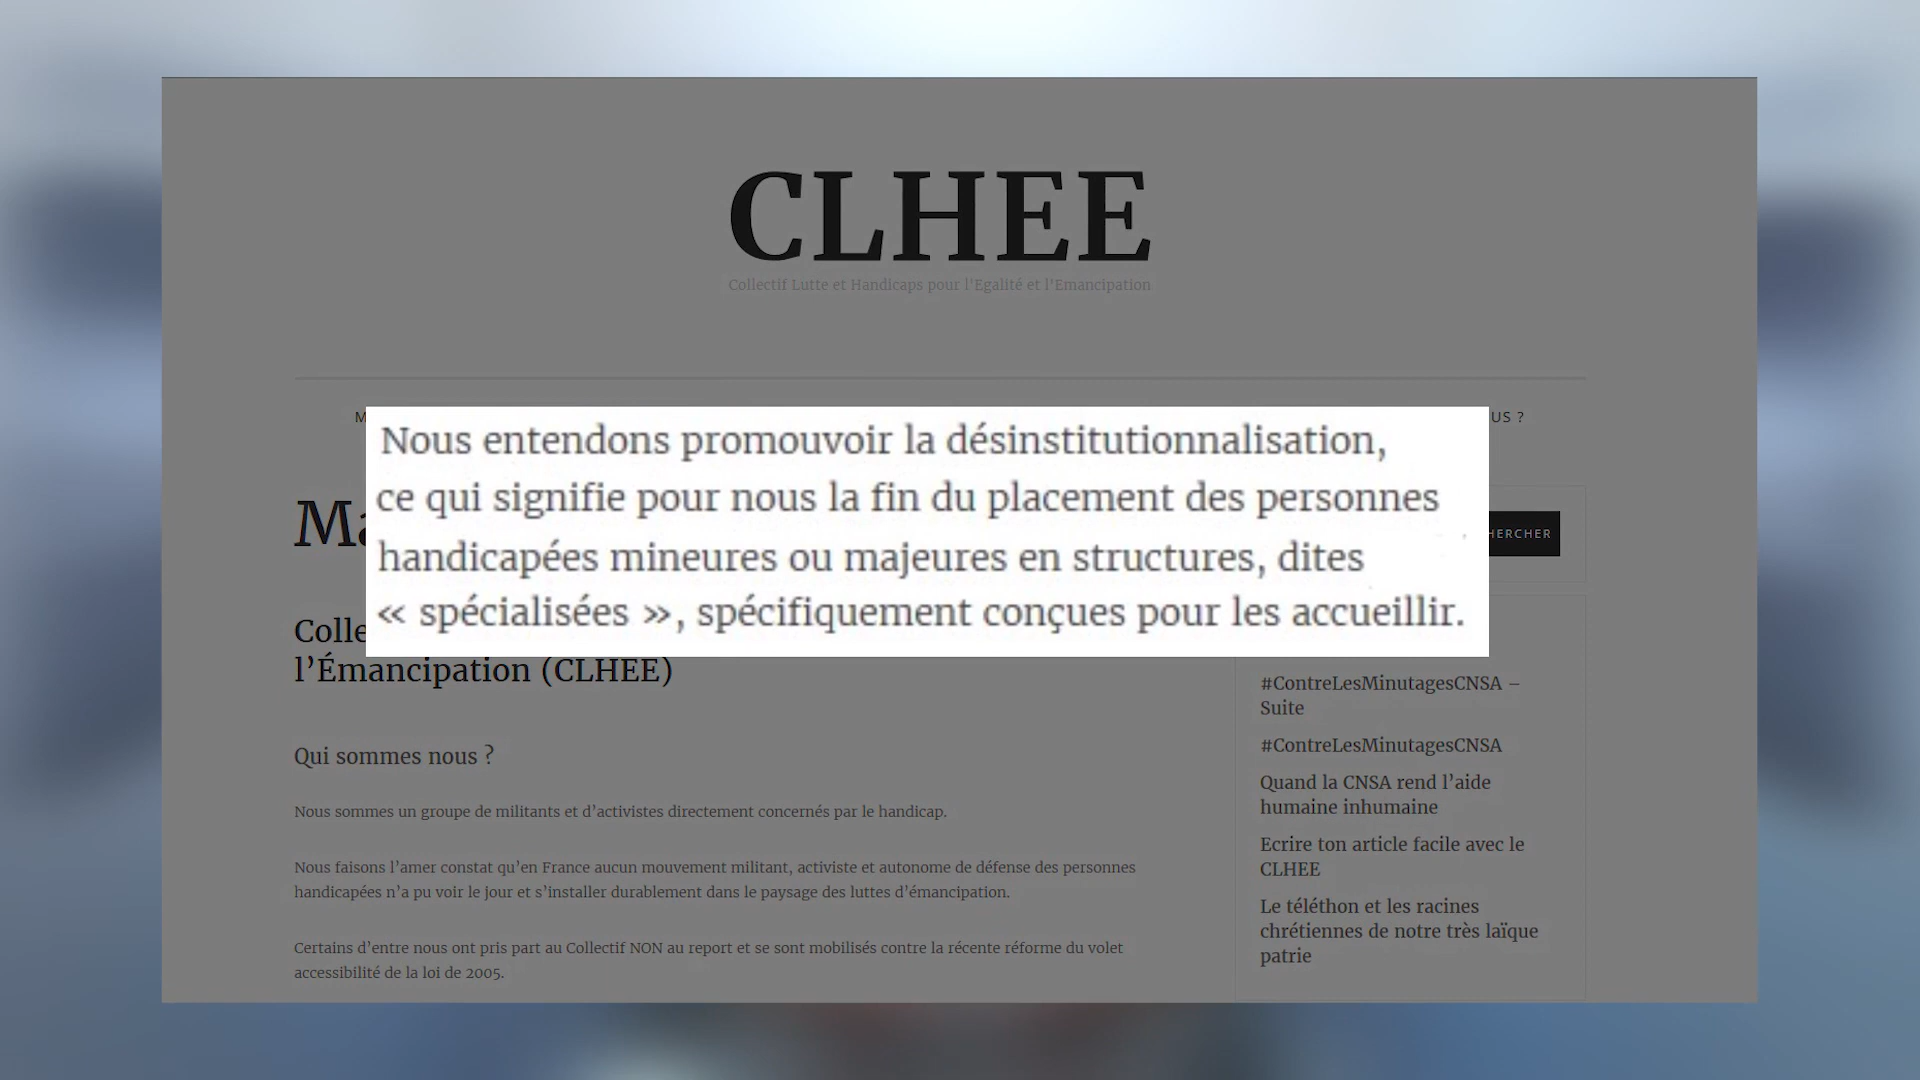 CLHEE
Collectif Lutte et Handicaps pour l'Egalité et l'Emancipation
US ?
Nous entendons promouvoir la désinstitutionnalisation,
ce qui signifie pour nous la fin du placement des personnes
handicapées mineures ou majeures en structures, dites
« spécialisées », spécifiquement conçues pour les accueillir.
HERCHER
l'Émancipation (CLHEE)
Qui sommes nous ?
Nous sommes un groupe de militants et d'activistes directement concernés par le handicap.
Nous faisons l'amer constat qu'en France aucun mouvement militant, activiste et autonome de défense des personnes
handicapées n'a pu voir le jour et s'installer durablement dans le paysage des luttes d'émancipation.
Certains d'entre nous ont pris part au Collectif NON au report et se sont mobilisés contre la récente réforme du volet
accessibilité de la loi de 2005.
#ContreLesMinutagesCNSA –
Suite
#ContreLesMinutagesCNSA
Quand la CNSA rend l'aide
humaine inhumaine
Ecrire ton article facile avec le
CLHEE
Le téléthon et les racines
chrétiennes de notre très laïque
patrie